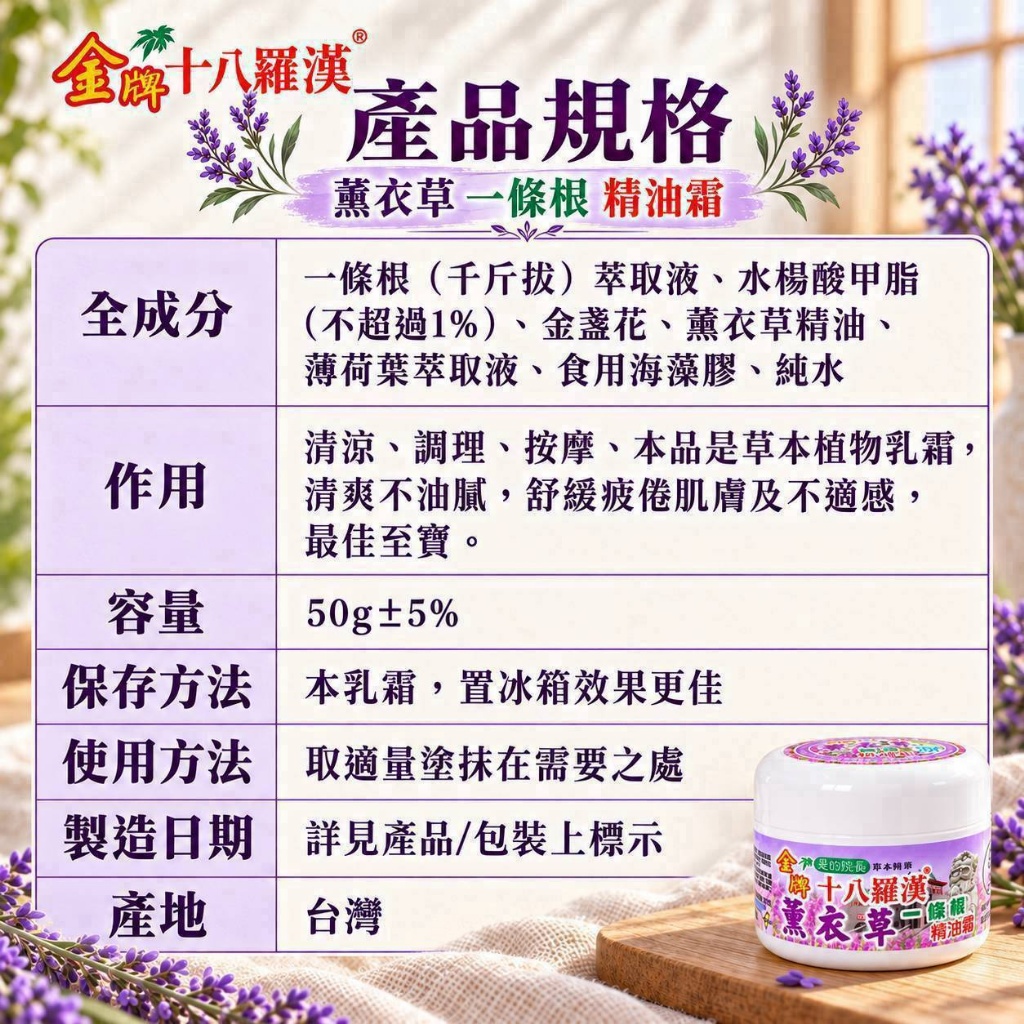 金牌十八羅漢®
產品規格
薰衣草 一條根 精油霜
全成分
一條根（千斤拔）萃取液、水楊酸甲脂
(不超過1%)、金盞花、薰衣草精油、
薄荷葉萃取液、食用海藻膠、純水
作用
清涼、調理、按摩、本品是草本植物乳霜，
清爽不油膩，舒緩疲倦肌膚及不適感，
最佳至寶。
容量
50g±5%
保存方法
本乳霜，置冰箱效果更佳
使用方法
取適量塗抹在需要之處
製造日期
詳見產品/包裝上標示
產地
台灣
金牌
十八羅漢®
薰衣草 一條根
精油霜